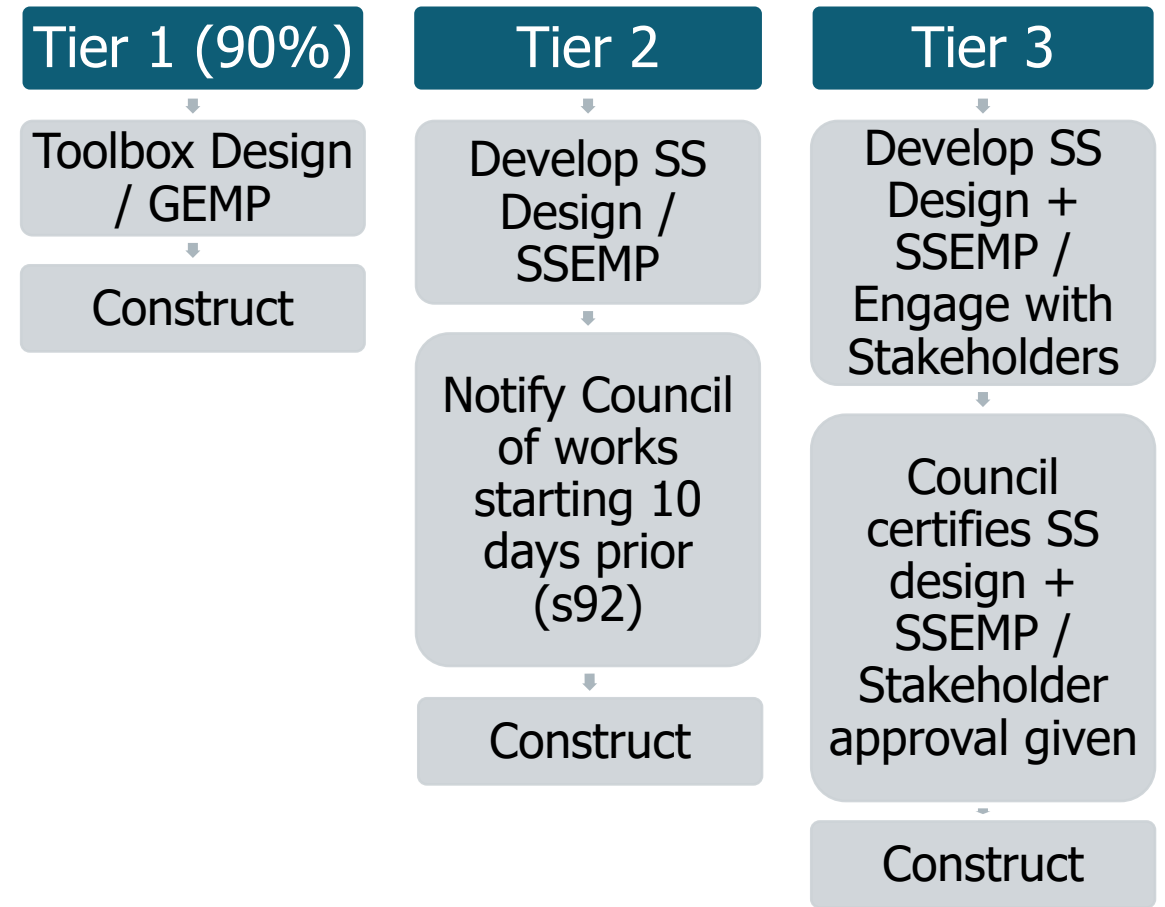 Tier 1 (90%)
Toolbox Design
/ GEMP
Construct
Tier 2
Develop SS
Design /
SSEMP
Notify Council
of works
starting 10
days prior
(s92)
Construct
Tier 3
Develop SS
Design +
SSEMP /
Engage with
Stakeholders
Council
certifies SS
design +
SSEMP /
Stakeholder
approval given
Construct